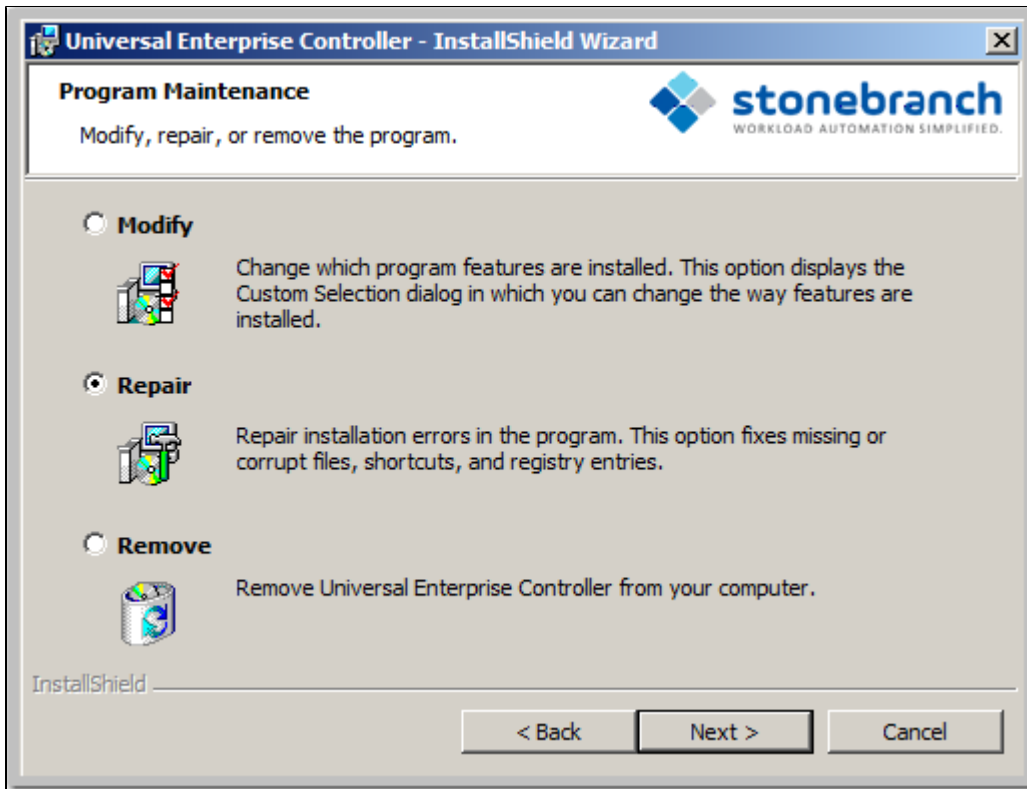 Universal Enterprise Controller - InstallShield Wizard
Program Maintenance
Modify, repair, or remove the program.
stonebranch
WORKLOAD AUTOMATION SIMPLIFIED.
Modify
Change which program features are installed. This option displays the
Custom Selection dialog in which you can change the way features are
installed.
Repair
Repair installation errors in the program. This option fixes missing or
corrupt files, shortcuts, and registry entries.
Remove
Remove Universal Enterprise Controller from your computer.
InstallShield
< Back
Next >
Cancel